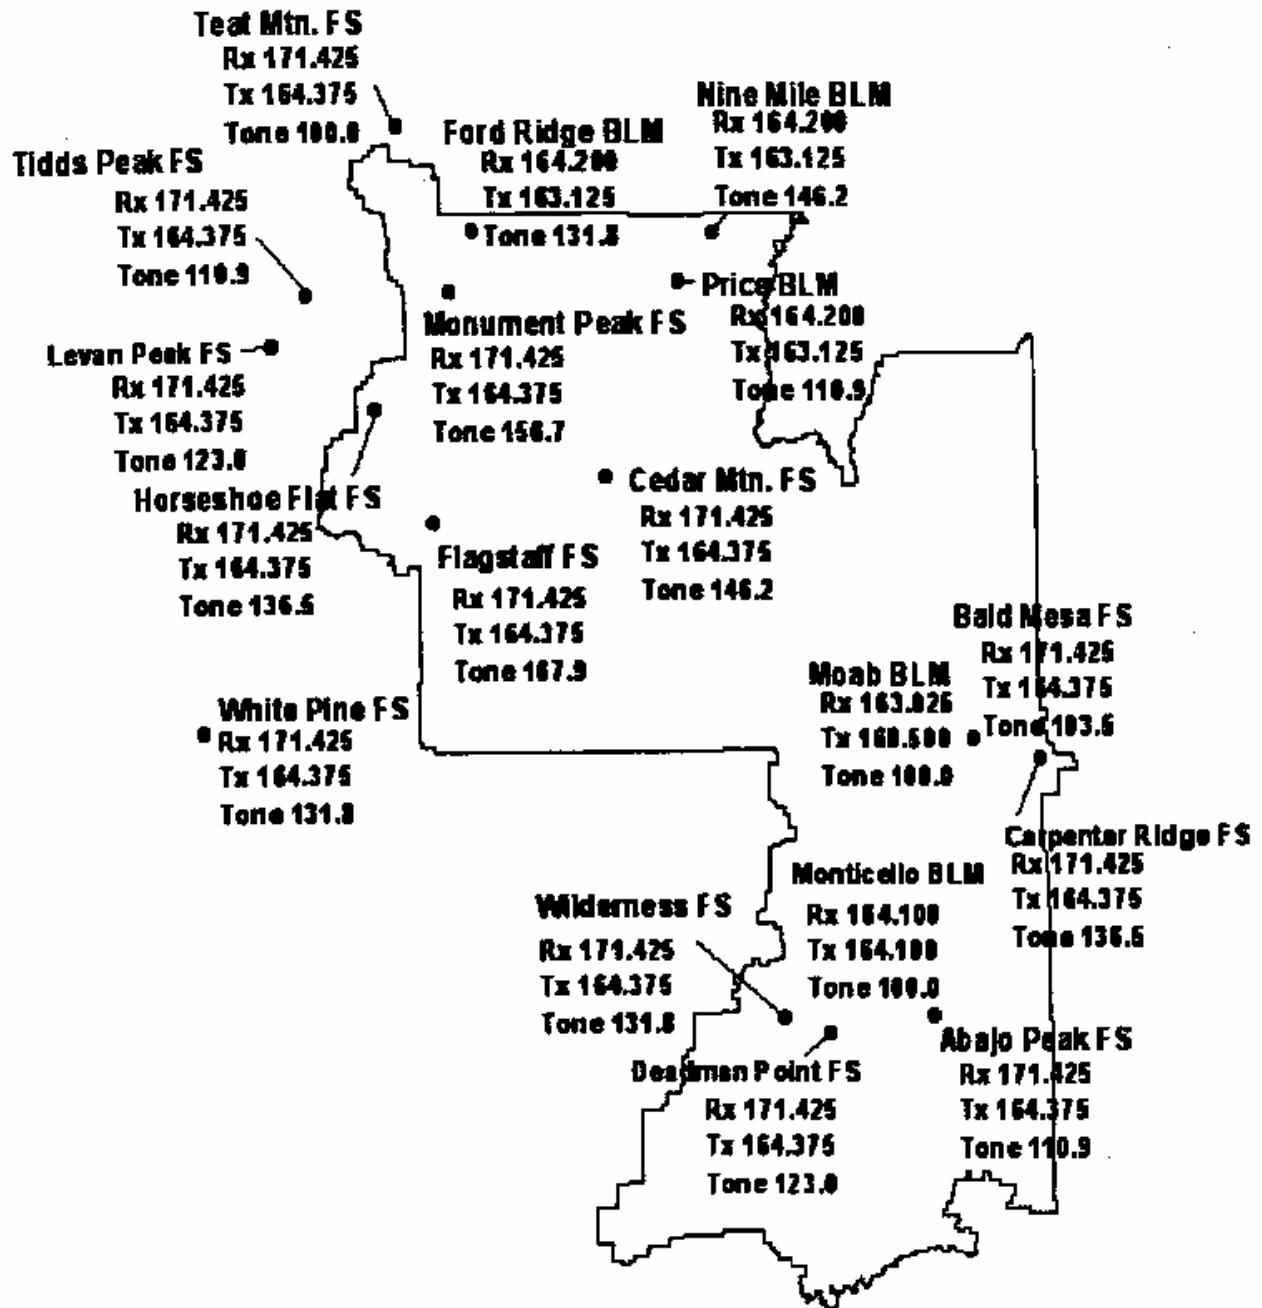 Teat Mtn. FS
Rx 171.425
Tx 164.375
Tone 100.0
Nine Mile BLM
Rx 164.200
Tx 163.125
Tone 146.2
Ford Ridge BLM
Rx 164.200
Tx 163.125
Tone 131.8
Tidds Peak FS
Rx 171.425
Tx 164.375
Tone 110.9
Price BLM
Rx 164.200
Tx 163.125
Tone 110.9
Monument Peak FS
Rx 171.425
Tx 164.375
Tone 156.7
Levan Peak FS
Rx 171.425
Tx 164.375
Tone 123.0
Horseshoe Flat FS
Rx 171.425
Tx 164.375
Tone 136.5
Cedar Mtn. FS
Rx 171.425
Tx 164.375
Tone 146.2
Flagstaff FS
Rx 171.425
Tx 164.375
Tone 167.9
Bald Mesa FS
Rx 171.425
Tx 164.375
Tone 103.5
Moab BLM
Rx 163.025
Tx 168.500
Tone 100.0
White Pine FS
Rx 171.425
Tx 164.375
Tone 131.8
Carpenter Ridge FS
Rx 171.425
Tx 164.375
Tone 136.5
Monticello BLM
Rx 164.100
Tx 164.100
Tone 100.0
Wilderness FS
Rx 171.425
Tx 164.375
Tone 131.8
Abajo Peak FS
Rx 171.425
Tx 164.375
Tone 110.9
Deadman Point FS
Rx 171.425
Tx 164.375
Tone 123.0